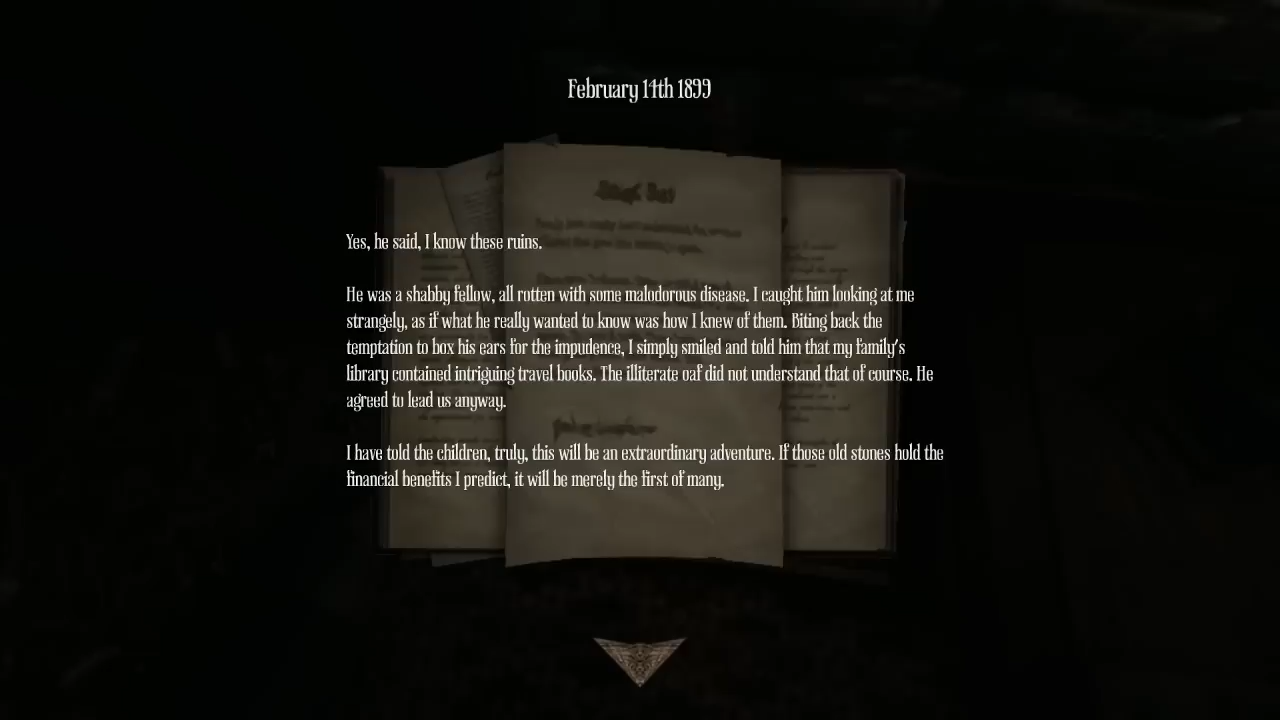 February 14th 1899
Yes, he said, I know these ruins.
He was a shabby fellow, all rotten with some malodorous disease. I caught him looking at me
strangely, as if what he really wanted to know was how I knew of them. Biting back the
temptation to box his ears for the impudence, I simply smiled and told him that my family's
library contained intriguing travel books. The illiterate oaf did not understand that of course. He
agreed to lead us anyway.
I have told the children, truly, this will be an extraordinary adventure. If those old stones hold the
financial benefits I predict, it will be merely the first of many.